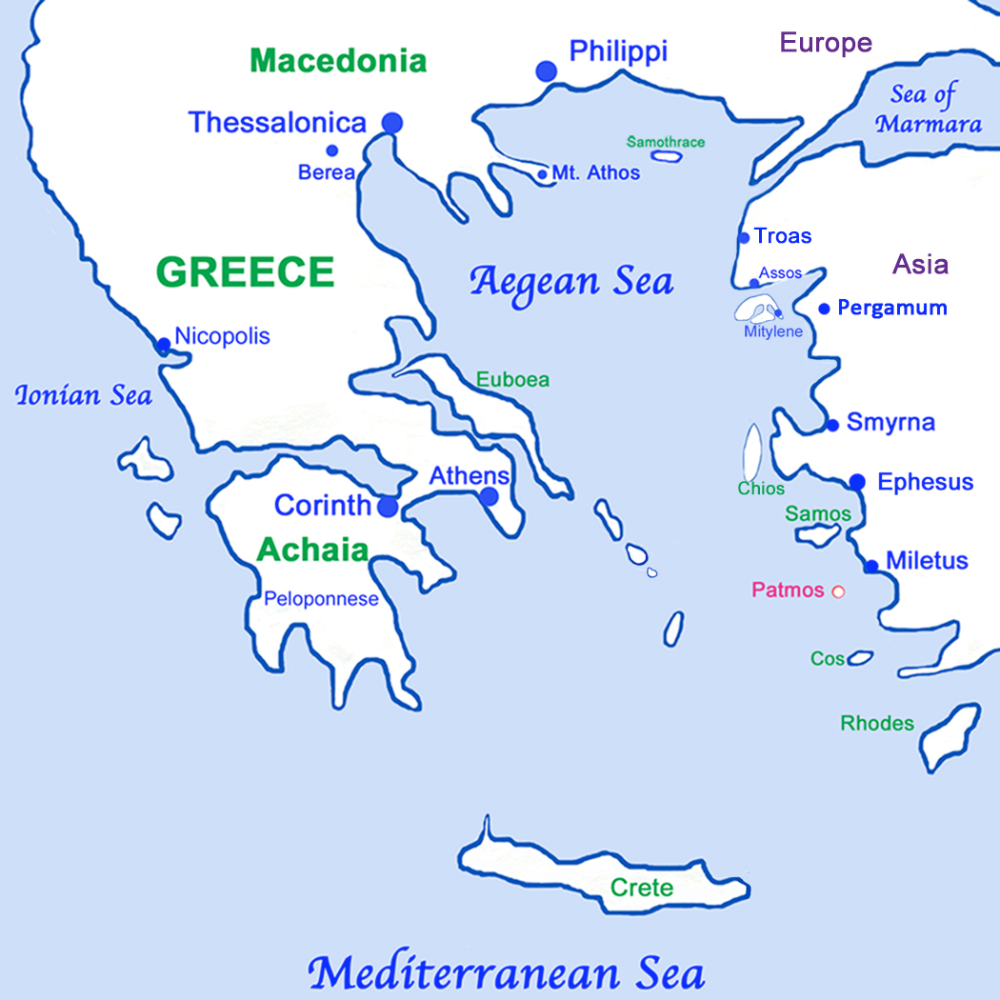 Europe
Philippi
Macedonia
Sea of
Marmara
Thessalonica
Samothrace
Berea
Mt. Athos
Troas
Asia
GREECE
Assos
Aegean Sea
Pergamum
Mitylene
Nicopolis
Euboea
Ionian Sea
Smyrna
Athens
Chios
Ephesus
Corinth
Samos
Achaia
Miletus
Patmos
Peloponnese
Cos
Rhodes
Crete
Mediterranean Sea